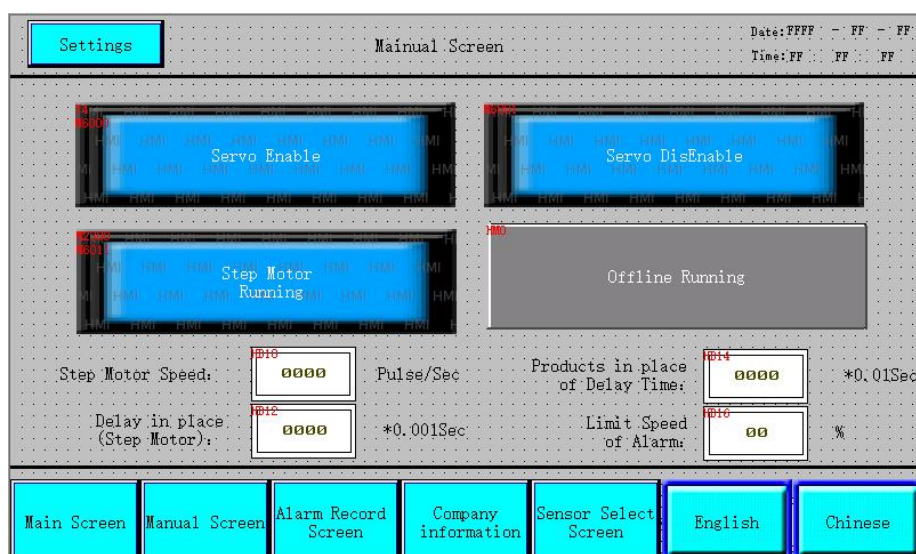 Settings
Mainual Screen
Date:FFFF - FF - FF
Time:FF : FF : FF
M6000
Servo Enable
Servo DisEnable
HM0
Step Motor
Running
Offline Running
HD10
Step Motor Speed:
0000
Pulse/Sec
HD14
Products in place
of Delay Time:
0000
*0.01Sec
HD12
Delay in place
(Step Motor):
0000
*0.001Sec
HD16
Limit Speed
of Alarm:
00
%
Main Screen
Manual Screen
Alarm Record
Screen
Company
information
Sensor Select
Screen
English
Chinese